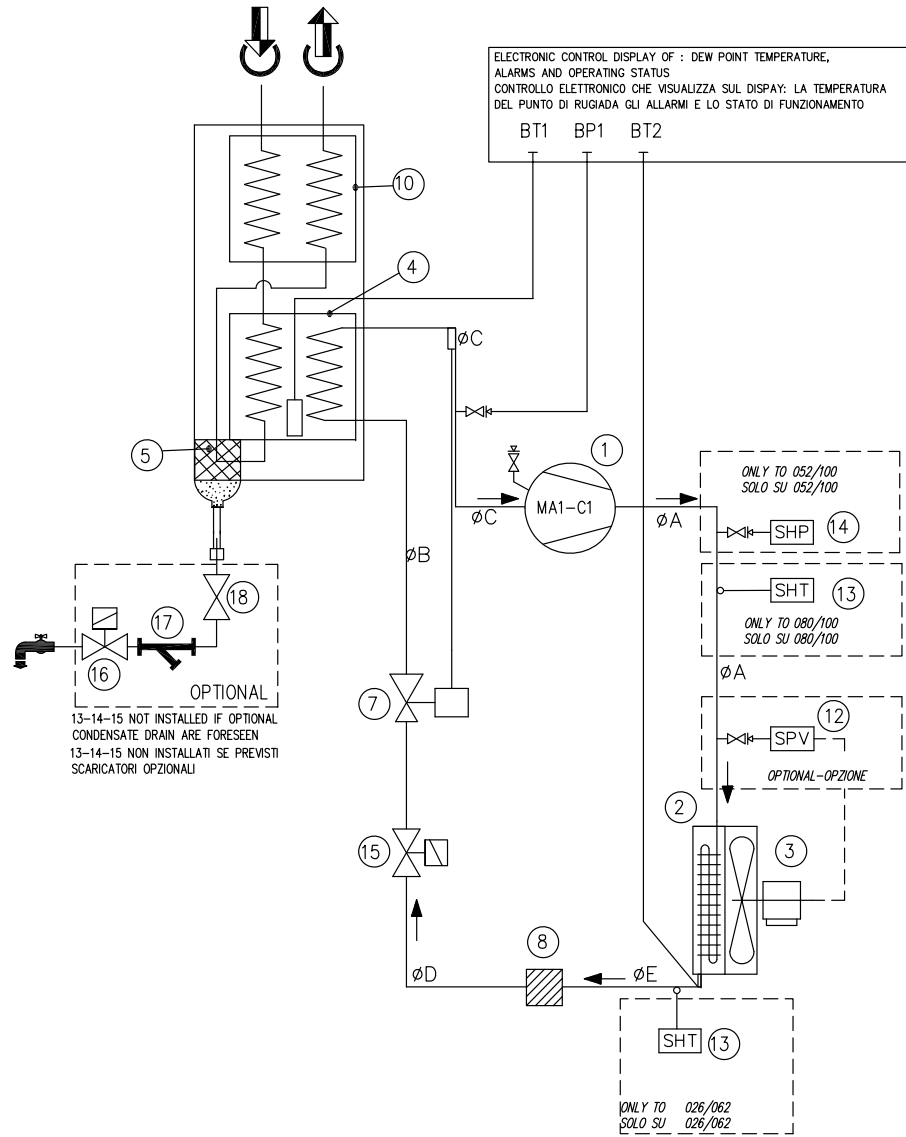 ELECTRONIC CONTROL DISPLAY OF : DEW POINT TEMPERATURE,
ALARMS AND OPERATING STATUS
CONTROLLO ELETTRONICO CHE VISUALIZZA SUL DISPAY: LA TEMPERATURA
DEL PUNTO DI RUGIADA GLI ALLARMI E LO STATO DI FUNZIONAMENTO
BT1 BP1 BT2
10
4
øC
5
1
MA1-C1
øC
øA
ONLY TO 052/100
SOLO SU 052/100
SHP 14
SHT 13
ONLY TO 080/100
SOLO SU 080/100
øB
18
17
16
OPTIONAL
øA
7
13-14-15 NOT INSTALLED IF OPTIONAL
CONDENSATE DRAIN ARE FORESEEN
13-14-15 NON INSTALLATI SE PREVISTI
SCARICATORI OPZIONALI
12
SPV
OPTIONAL-OPZIONE
2
15
3
8
øD
øE
SHT 13
ONLY TO 026/062
SOLO SU 026/062